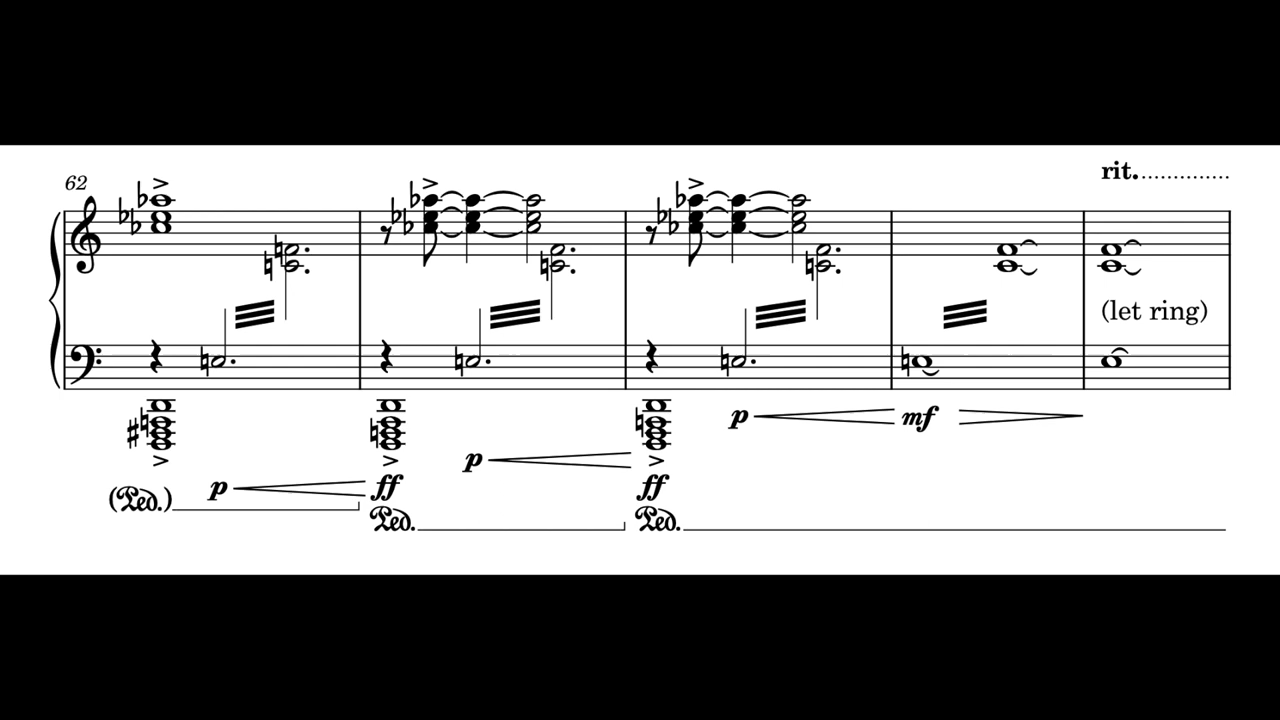 62
rit.
(let ring)
p
mf
p
p
ff
ff
(Ped.)
Ped.
Ped.